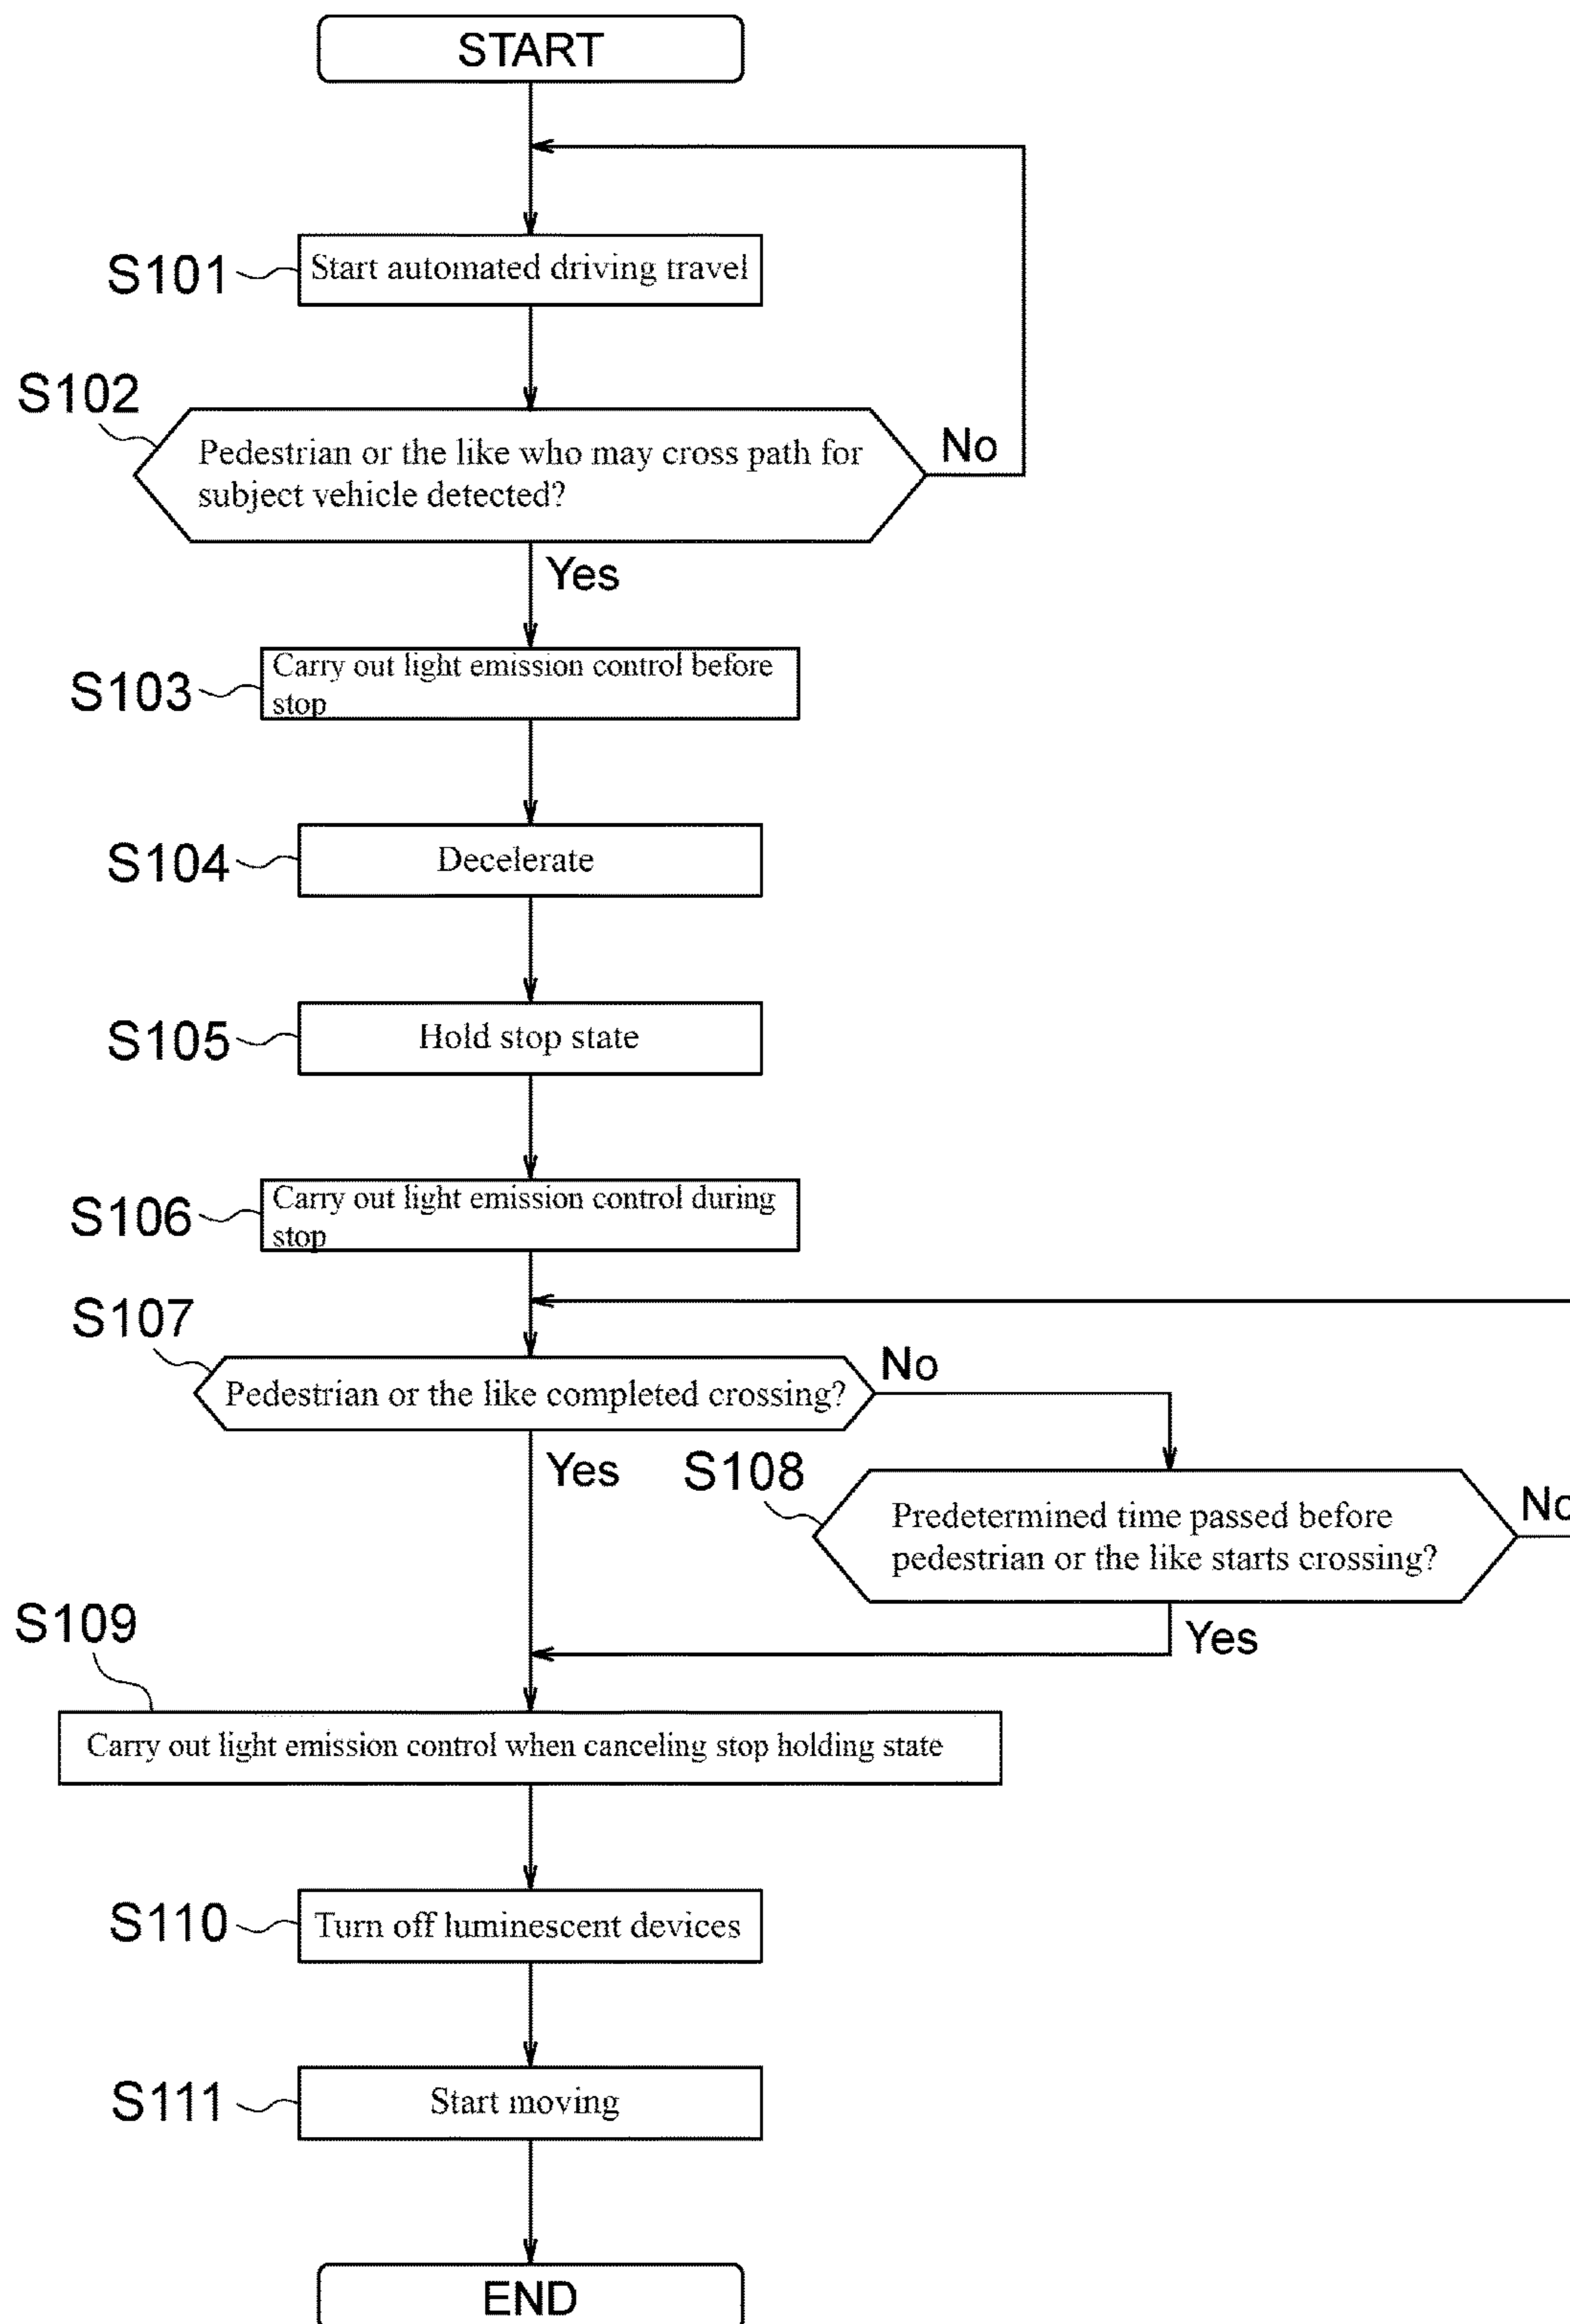 START
S101
Start automated driving travel
S102
Pedestrian or the like who may cross path for
subject vehicle detected?
No
Yes
S103
Carry out light emission control before
stop
S104
Decelerate
S105
Hold stop state
S106
Carry out light emission control during
stop
S107
Pedestrian or the like completed crossing?
No
Yes
S108
Predetermined time passed before
pedestrian or the like starts crossing?
No
Yes
S109
Carry out light emission control when canceling stop holding state
S110
Turn off luminescent devices
S111
Start moving
END